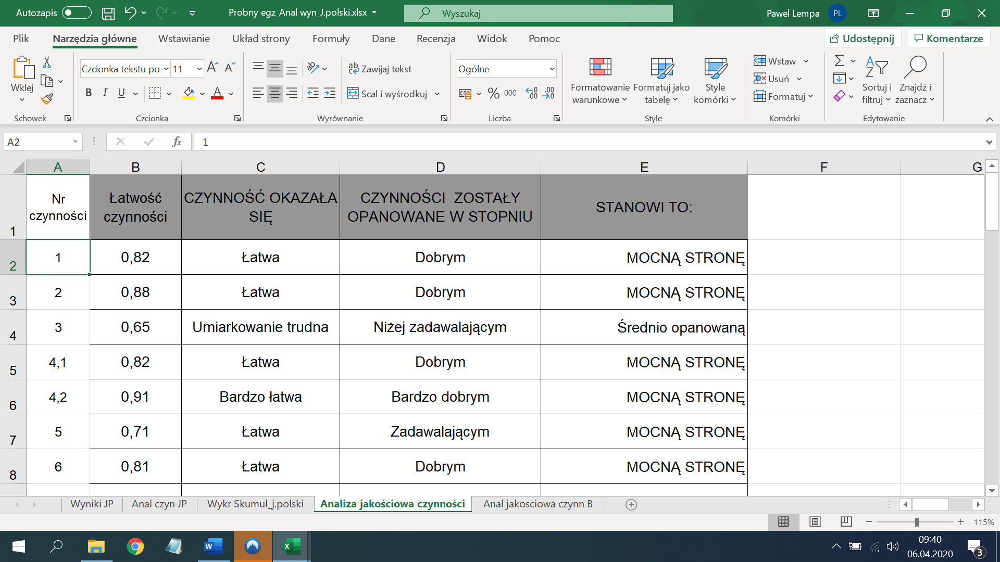 Autozapis
Probny egz_Anal wyn_J.polski.xlsx
Wyszukaj
Pawel Lempa
PL
Plik
Narzędzia główne
Wstawianie
Układ strony
Formuły
Dane
Recenzja
Widok
Pomoc
Udostępnij
Komentarze
Wklej
Schowek
Czcionka tekstu po
11
B I U
Czcionka
Zawijaj tekst
Scal i wyśrodkuj
Wyrównanie
Ogólne
% 000
Liczba
Formatowanie
warunkowe
Formatuj jako
tabelę
Style
komórki
Style
Wstaw
Usuń
Formatuj
Komórki
Sortuj i
filtruj
Znajdź i
zaznacz
Edytowanie
A2
fx
1
A B C D E F G
1
Nr
czynności
Łatwość
czynności
CZYNNOŚĆ OKAZAŁA
SIĘ
CZYNNOŚCI ZOSTAŁY
OPANOWANE W STOPNIU
STANOWI TO:
2 1 0,82 Łatwa Dobrym MOCNĄ STRONĘ
3 2 0,88 Łatwa Dobrym MOCNĄ STRONĘ
4 3 0,65 Umiarkowanie trudna Niżej zadawalającym Średnio opanowaną
5 4,1 0,82 Łatwa Dobrym MOCNĄ STRONĘ
6 4,2 0,91 Bardzo łatwa Bardzo dobrym MOCNĄ STRONĘ
7 5 0,71 Łatwa Zadawalającym MOCNĄ STRONĘ
8 6 0,81 Łatwa Dobrym MOCNĄ STRONĘ
Wyniki JP
Anal czyn JP
Wykr Skumul_j.polski
Analiza jakościowa czynności
Anal jakosciowa czynn B
115%
09:40
06.04.2020
3